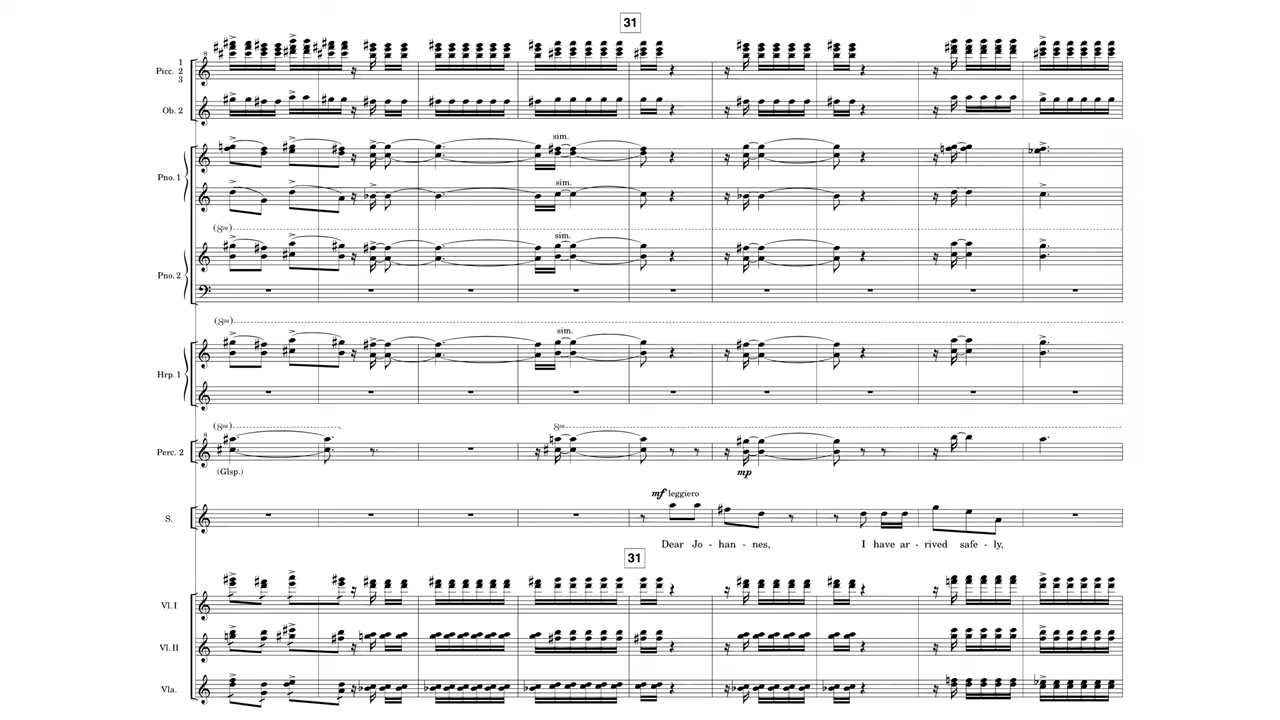 31
1
Picc. 2
3
8
Ob. 2
sim.
Pno. 1
sim.
(8va)
sim.
Pno. 2
(8va)
sim.
Hrp. 1
(8va) 8va
8
Perc. 2
(Glsp.) mp
mf leggiero
S.
Dear Jo - han - nes, I have ar - rived safe - ly,
31
Vl. I
Vl. II
Vla.